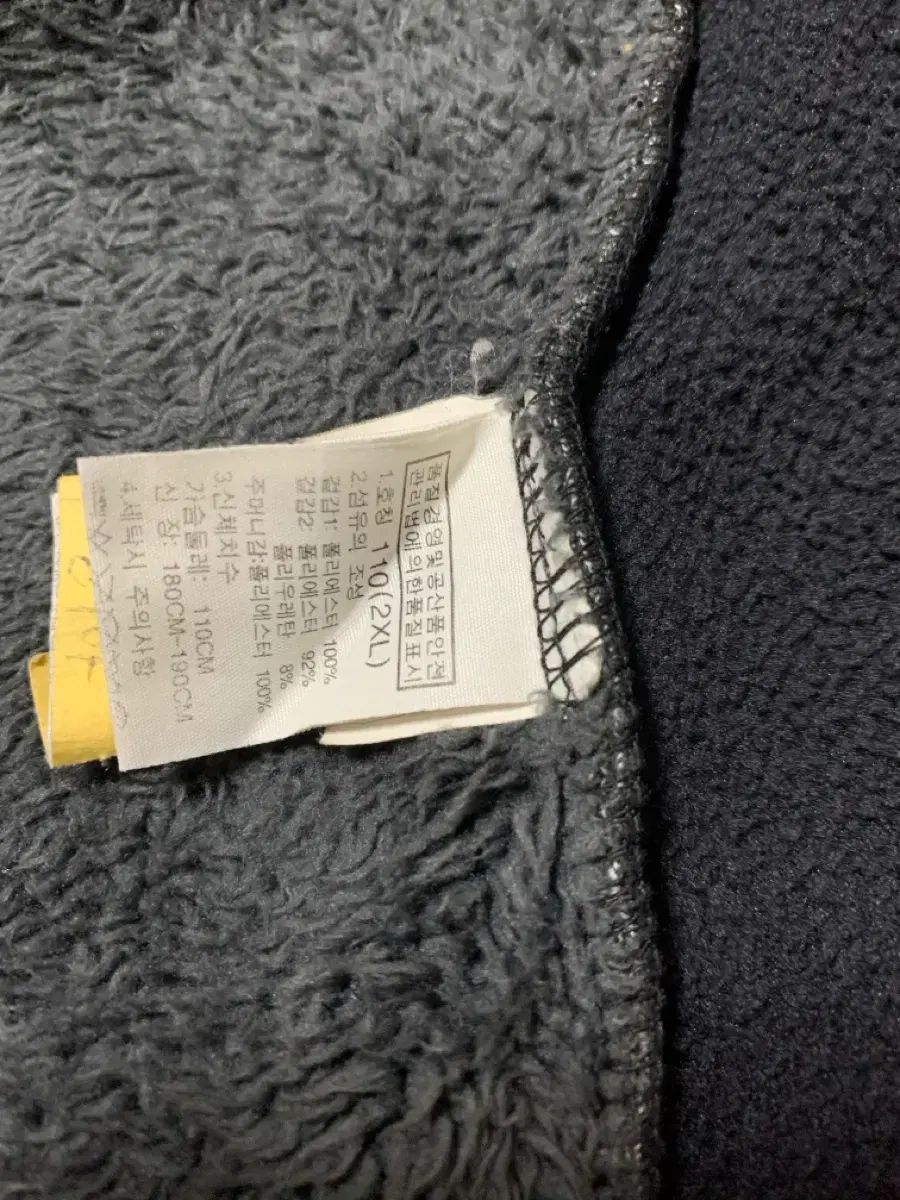 품질경영및공산품안전
관리법에의한품질표시
1.호칭 110(2XL)
2.섬유의 조성
겉감1: 폴리에스터 100%
겉감2: 폴리에스터 92%
폴리우레탄 8%
주머니감:폴리에스터 100%
3.신체치수
가슴둘레: 110CM
신 장: 180CM-190CM
4.세탁시 주의사항